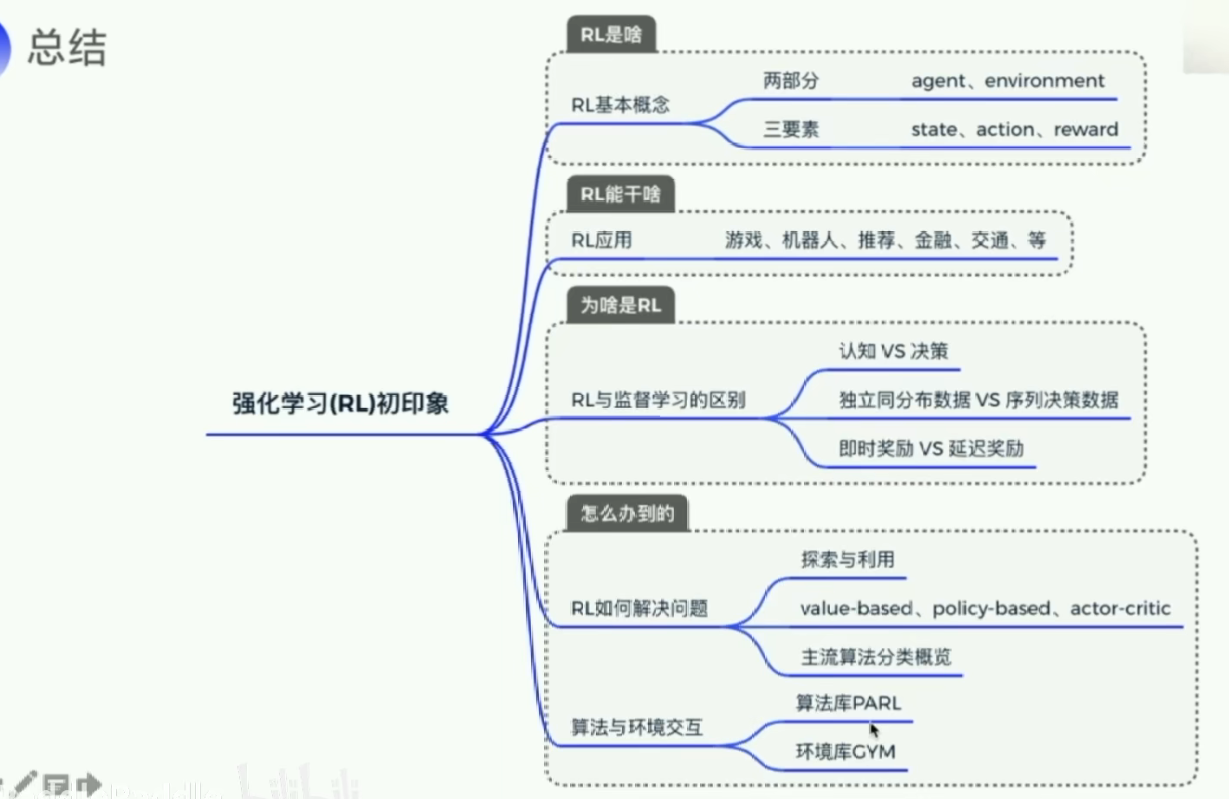 总结
RL是啥
RL基本概念
两部分 agent、environment
三要素 state、action、reward
RL能干啥
RL应用 游戏、机器人、推荐、金融、交通、等
为啥是RL
强化学习(RL)初印象
RL与监督学习的区别
认知 VS 决策
独立同分布数据 VS 序列决策数据
即时奖励 VS 延迟奖励
怎么办到的
RL如何解决问题
探索与利用
value-based、policy-based、actor-critic
主流算法分类概览
算法与环境交互
算法库PARL
环境库GYM